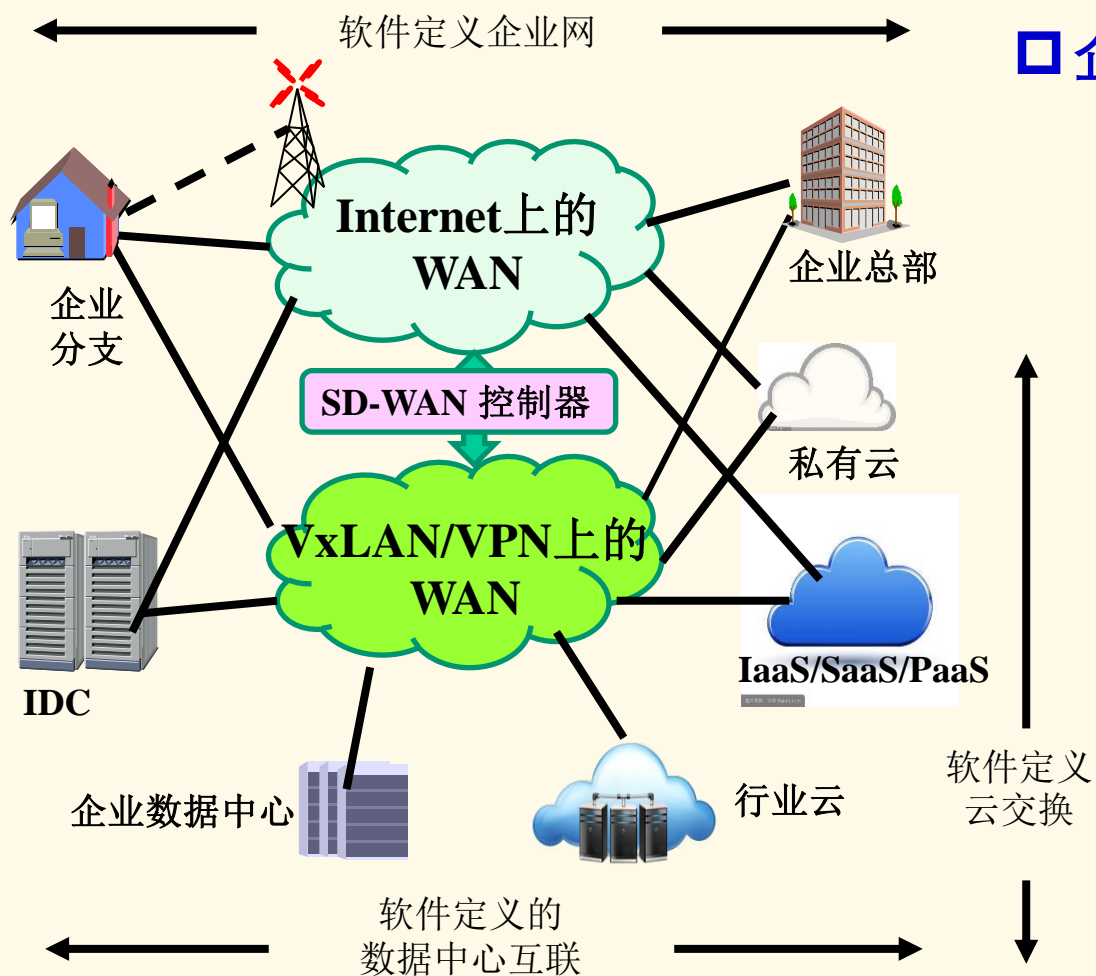 软件定义企业网
企
Internet上的
WAN
企业总部
企业
分支
SD-WAN 控制器
私有云
VxLAN/VPN上的
WAN
IaaS/SaaS/PaaS
IDC
软件定义
云交换
企业数据中心
行业云
软件定义的
数据中心互联